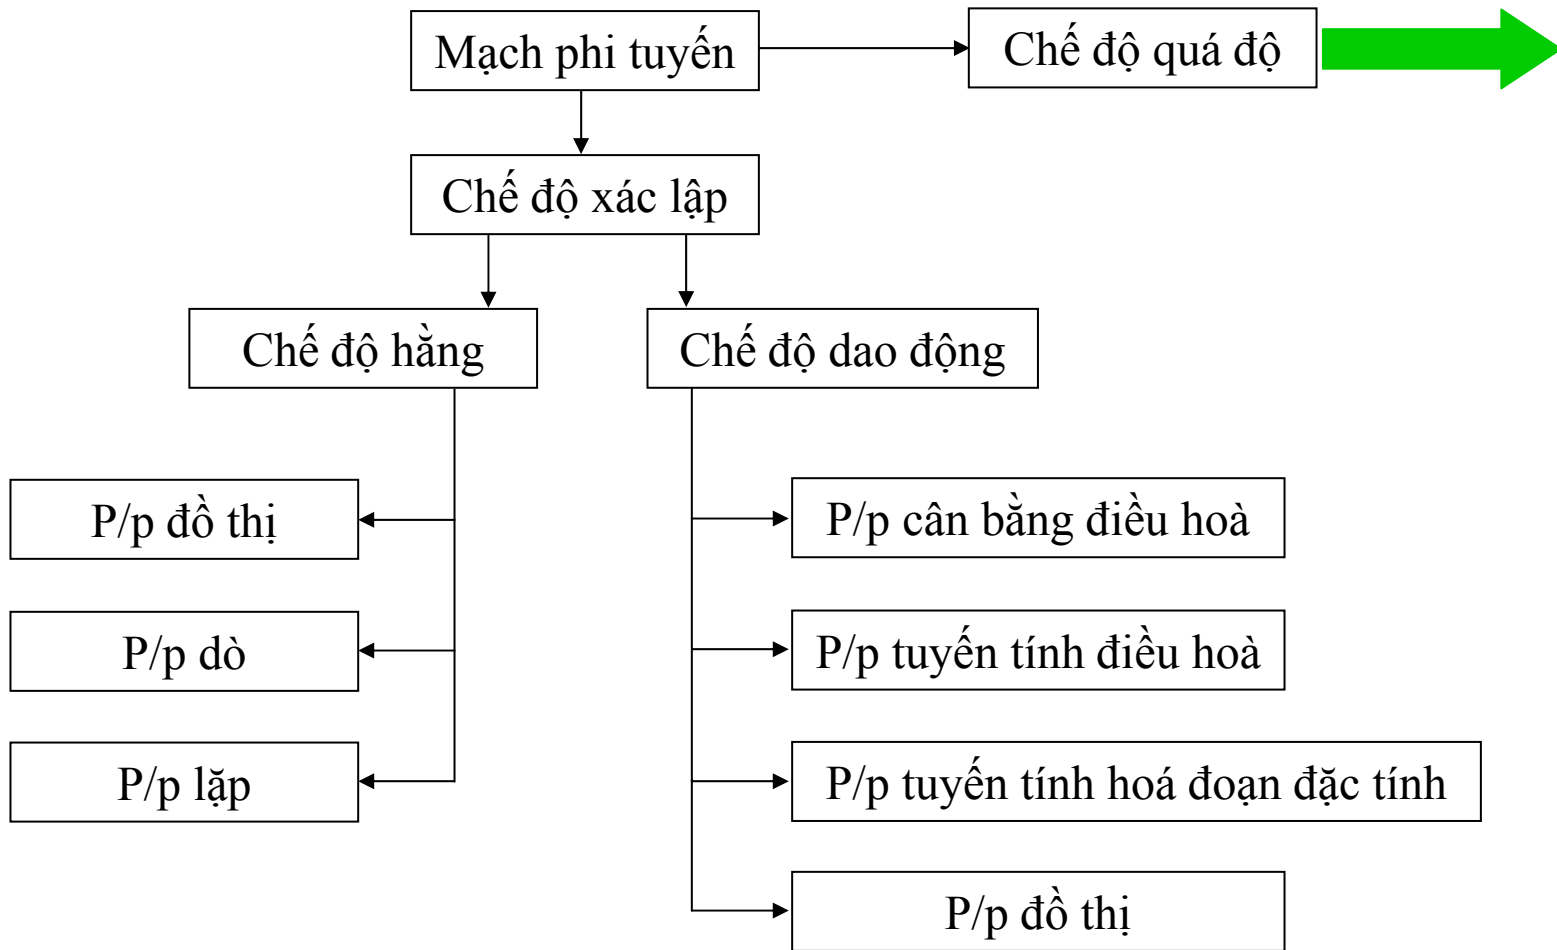 Mạch phi tuyến
Chế độ quá độ
Chế độ xác lập
Chế độ hằng
Chế độ dao động
P/p đồ thị
P/p dò
P/p lặp
P/p cân bằng điều hoà
P/p tuyến tính điều hoà
P/p tuyến tính hoá đoạn đặc tính
P/p đồ thị